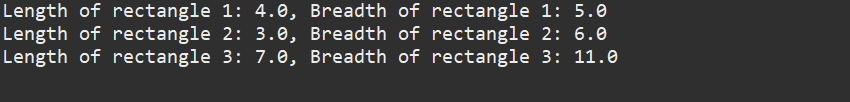 Length of rectangle 1: 4.0, Breadth of rectangle 1: 5.0
Length of rectangle 2: 3.0, Breadth of rectangle 2: 6.0
Length of rectangle 3: 7.0, Breadth of rectangle 3: 11.0